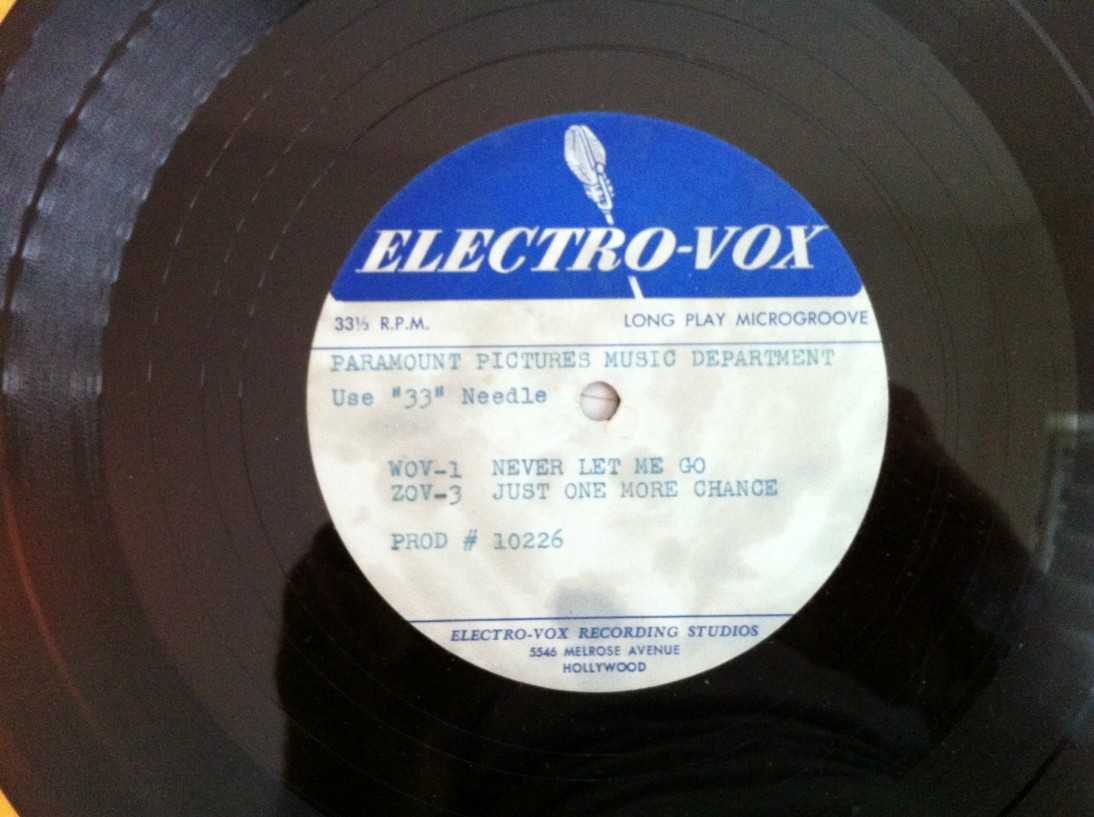 ELECTRO-VOX
33⅓ R.P.M. LONG PLAY MICROGROOVE
PARAMOUNT PICTURES MUSIC DEPARTMENT
Use "33" Needle
WOV-1 NEVER LET ME GO
ZOV-3 JUST ONE MORE CHANCE
PROD # 10226
ELECTRO-VOX RECORDING STUDIOS
5546 MELROSE AVENUE
HOLLYWOOD